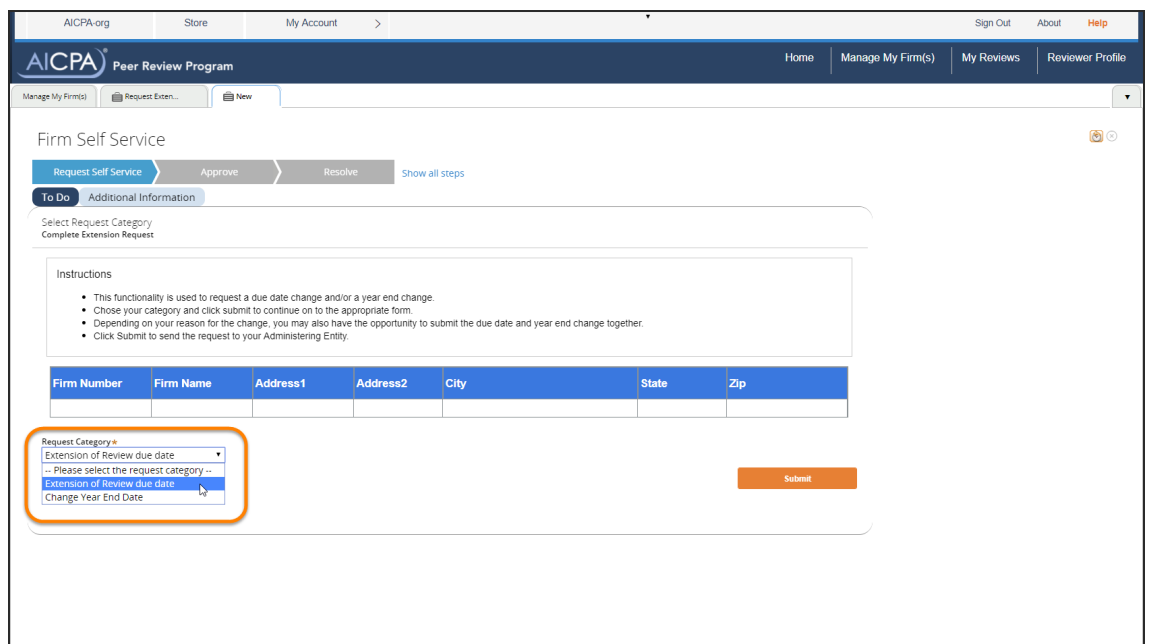 AICPA-org Store My Account > Sign Out About Help
AICPA Peer Review Program Home Manage My Firm(s) My Reviews Reviewer Profile
Manage My Firm(s) Request Exten... New
Firm Self Service
Request Self Service Approve Resolve Show all steps
To Do Additional Information
Select Request Category
Complete Extension Request
Instructions
• This functionality is used to request a due date change and/or a year end change.
• Chose your category and click submit to continue on to the appropriate form.
• Depending on your reason for the change, you may also have the opportunity to submit the due date and year end change together.
• Click Submit to send the request to your Administering Entity.
Firm Number Firm Name Address1 Address2 City State Zip
Request Category*
Extension of Review due date
-- Please select the request category --
Extension of Review due date
Change Year End Date
Submit